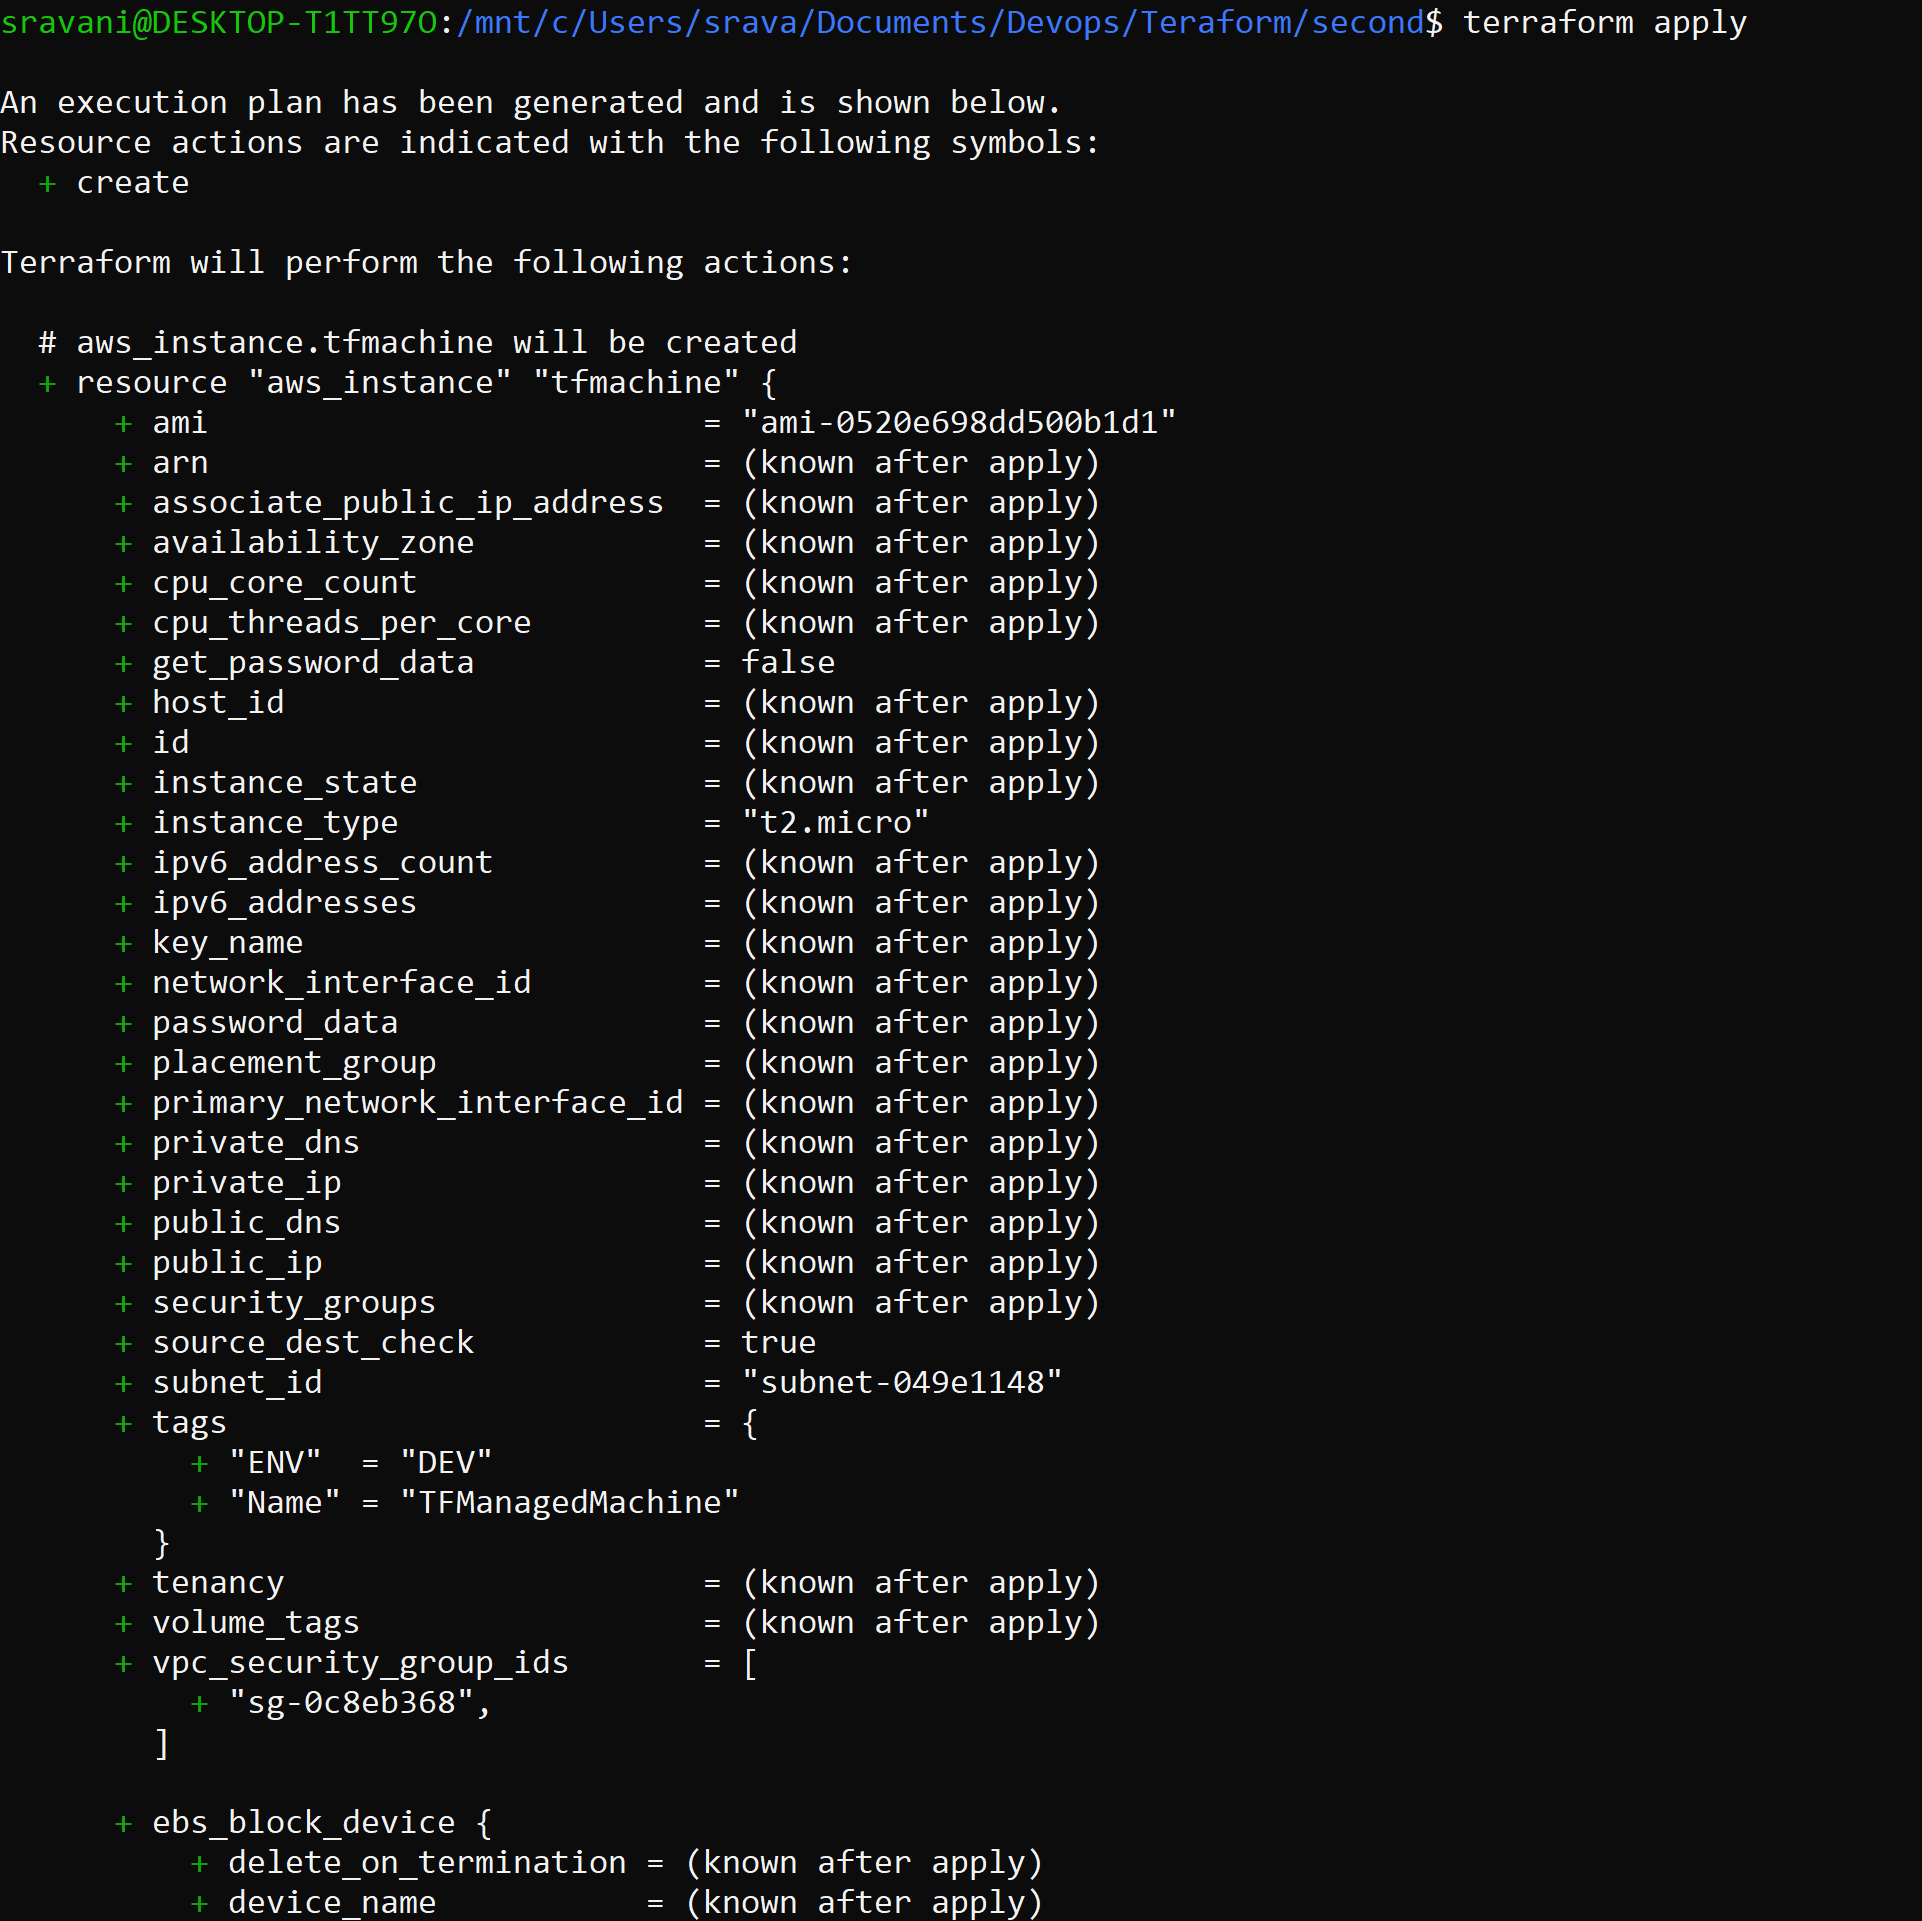 sravani@DESKTOP-T1TT97O:/mnt/c/Users/srava/Documents/Devops/Teraform/second$ terraform apply

An execution plan has been generated and is shown below.
Resource actions are indicated with the following symbols:
  + create

Terraform will perform the following actions:

  # aws_instance.tfmachine will be created
  + resource "aws_instance" "tfmachine" {
      + ami                          = "ami-0520e698dd500b1d1"
      + arn                          = (known after apply)
      + associate_public_ip_address  = (known after apply)
      + availability_zone            = (known after apply)
      + cpu_core_count               = (known after apply)
      + cpu_threads_per_core         = (known after apply)
      + get_password_data            = false
      + host_id                      = (known after apply)
      + id                           = (known after apply)
      + instance_state               = (known after apply)
      + instance_type                = "t2.micro"
      + ipv6_address_count           = (known after apply)
      + ipv6_addresses               = (known after apply)
      + key_name                     = (known after apply)
      + network_interface_id         = (known after apply)
      + password_data                = (known after apply)
      + placement_group              = (known after apply)
      + primary_network_interface_id = (known after apply)
      + private_dns                  = (known after apply)
      + private_ip                   = (known after apply)
      + public_dns                   = (known after apply)
      + public_ip                    = (known after apply)
      + security_groups              = (known after apply)
      + source_dest_check            = true
      + subnet_id                    = "subnet-049e1148"
      + tags                         = {
          + "ENV"  = "DEV"
          + "Name" = "TFManagedMachine"
        }
      + tenancy                      = (known after apply)
      + volume_tags                  = (known after apply)
      + vpc_security_group_ids       = [
          + "sg-0c8eb368",
        ]

      + ebs_block_device {
          + delete_on_termination = (known after apply)
          + device_name           = (known after apply)